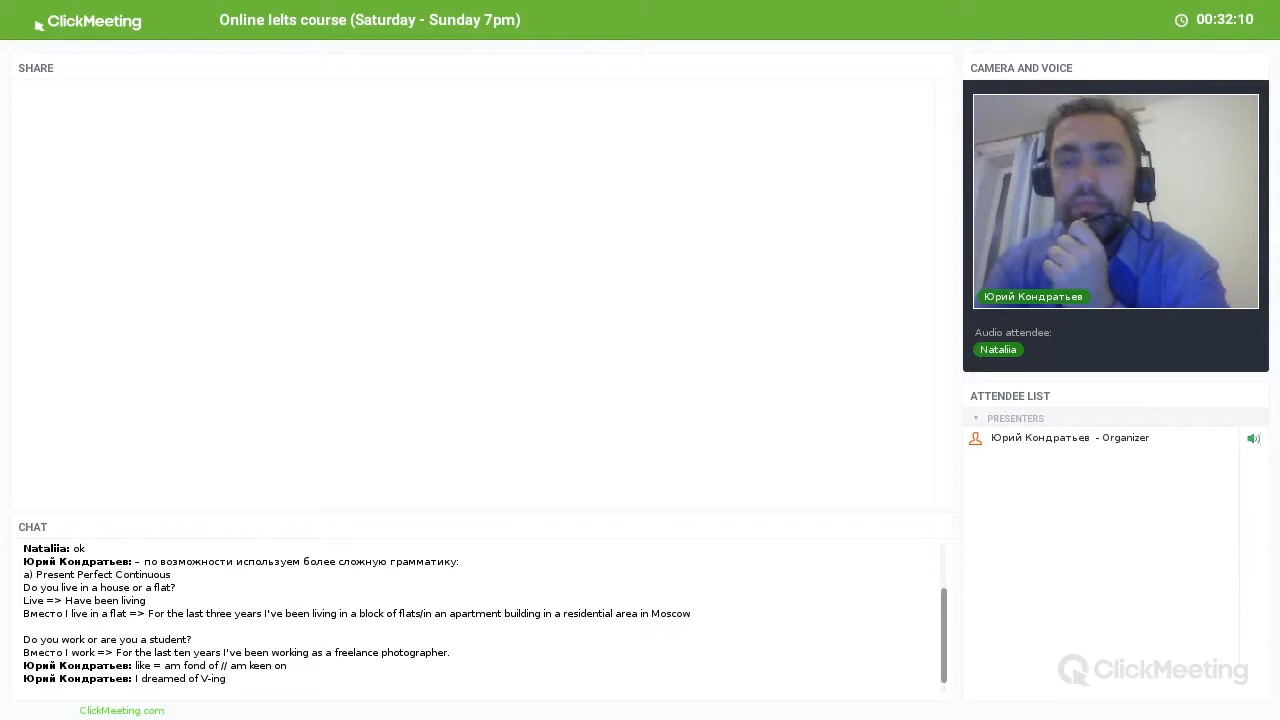 ClickMeeting
Online Ielts course (Saturday - Sunday 7pm)
00:32:10
SHARE
CAMERA AND VOICE
Юрий Кондратьев
Audio attendee:
Nataliia
ATTENDEE LIST
PRESENTERS
Юрий Кондратьев - Organizer
CHAT
Nataliia: ok
Юрий Кондратьев: – по возможности используем более сложную грамматику:
a) Present Perfect Continuous
Do you live in a house or a flat?
Live => Have been living
Вместо I live in a flat => For the last three years I've been living in a block of flats/in an apartment building in a residential area in Moscow
Do you work or are you a student?
Вместо I work => For the last ten years I've been working as a freelance photographer.
Юрий Кондратьев: like = am fond of // am keen on
Юрий Кондратьев: I dreamed of V-ing
ClickMeeting
ClickMeeting.com